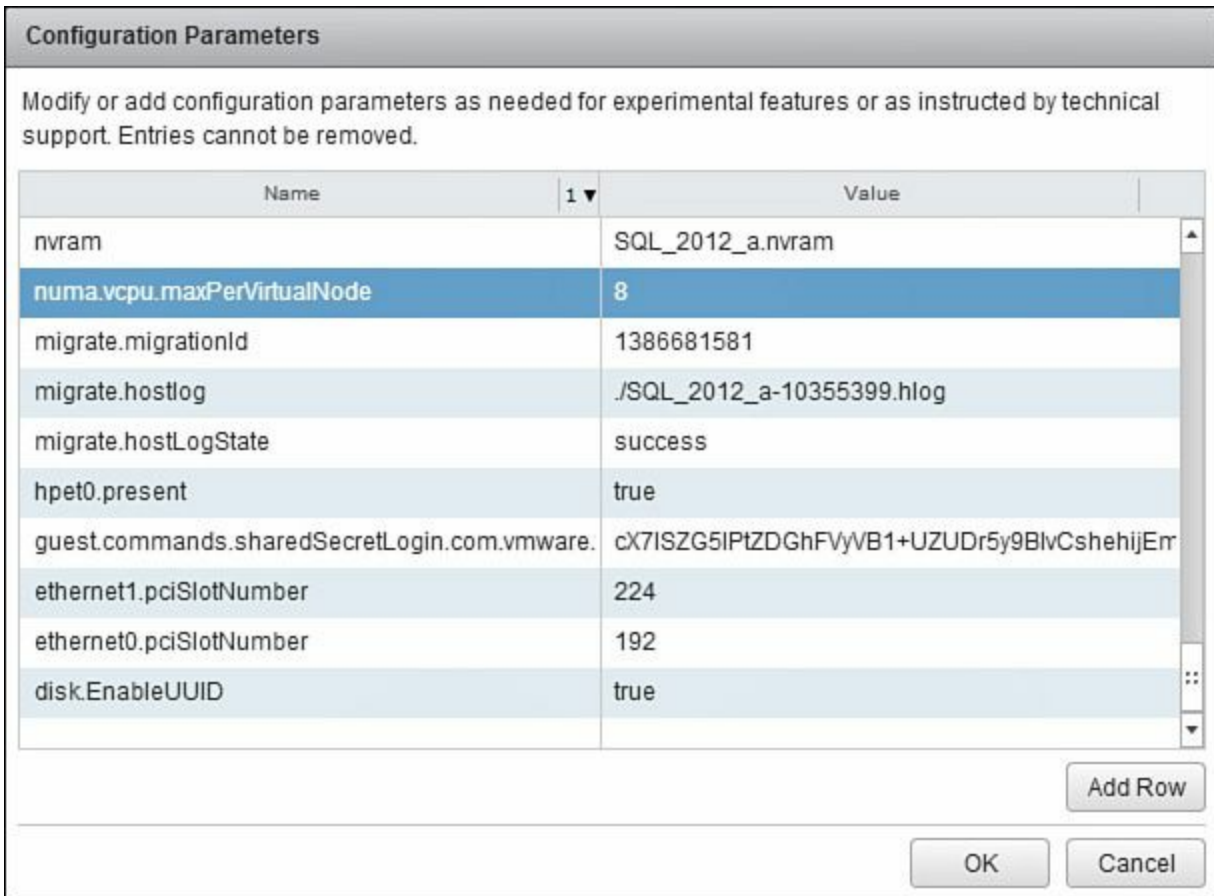 Configuration Parameters
Modify or add configuration parameters as needed for experimental features or as instructed by technical
support. Entries cannot be removed.
Name 1 ▼ Value
nvram SQL_2012_a.nvram
numa.vcpu.maxPerVirtualNode 8
migrate.migrationId 1386681581
migrate.hostlog ./SQL_2012_a-10355399.hlog
migrate.hostLogState success
hpet0.present true
guest.commands.sharedSecretLogin.com.vmware.
ethernet1.pciSlotNumber 224
ethernet0.pciSlotNumber 192
disk.EnableUUID true
Add Row
OK Cancel